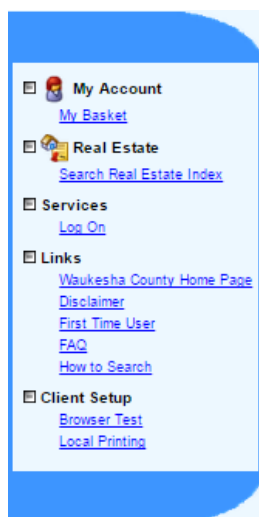 My Account
My Basket
Real Estate
Search Real Estate Index
Services
Log On
Links
Waukesha County Home Page
Disclaimer
First Time User
FAQ
How to Search
Client Setup
Browser Test
Local Printing